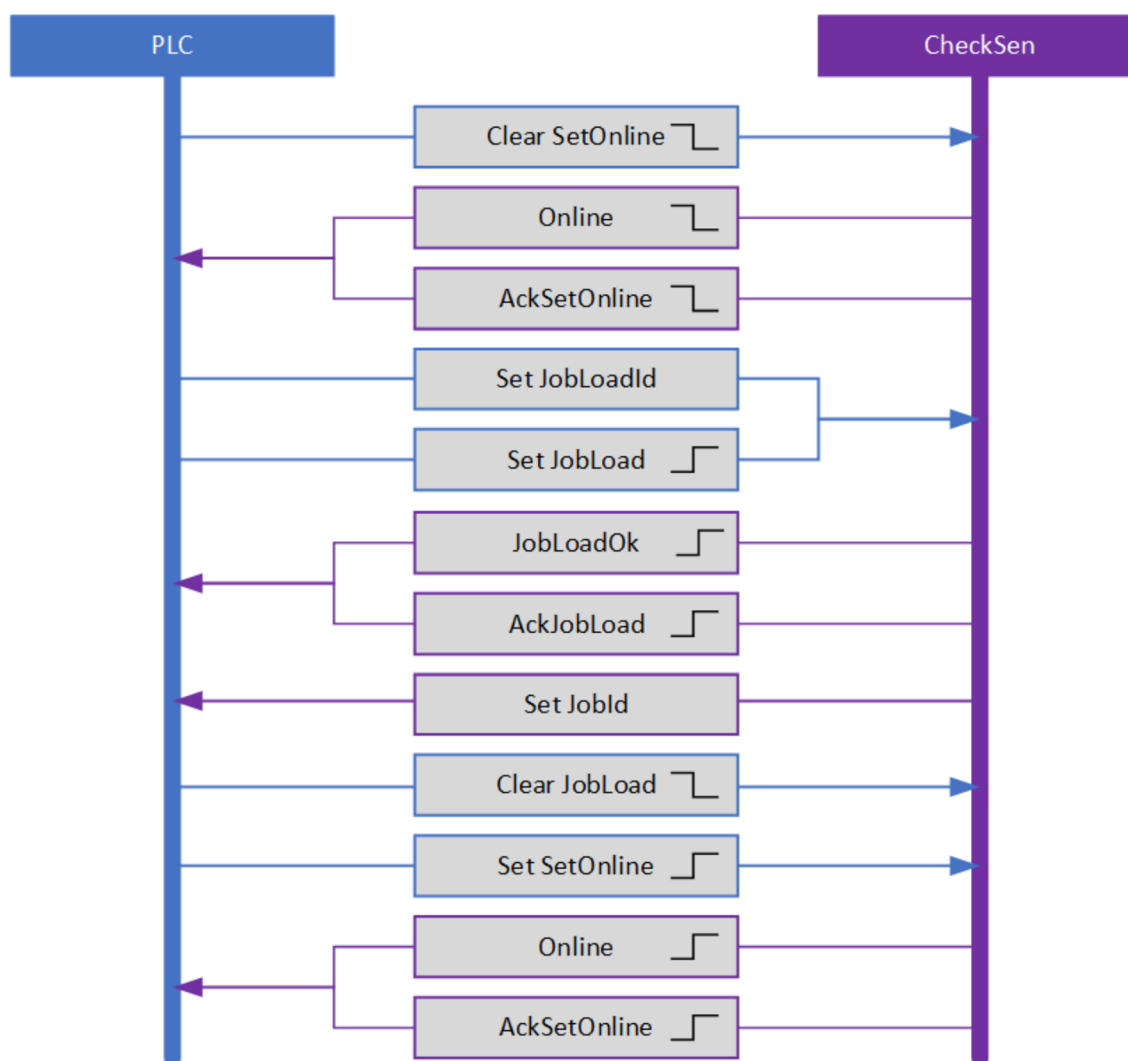 PLC
CheckSen
Clear SetOnline
Online
AckSetOnline
Set JobLoadId
Set JobLoad
JobLoadOk
AckJobLoad
Set JobId
Clear JobLoad
Set SetOnline
Online
AckSetOnline